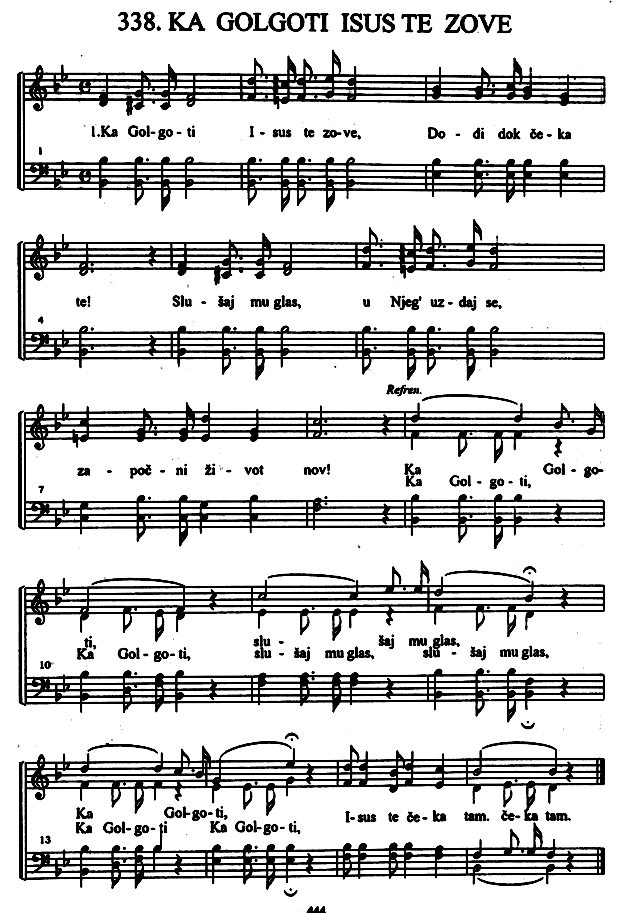 338. KA GOLGOTI ISUS TE ZOVE
1.Ka Gol-go-ti I-sus te zo-ve, Do-đi dok če-ka
1
te! Slu-šaj mu glas, u Njeg' uz-daj se,
4
Refren.
za-poč-ni ži-vot nov! Ka Gol-go-
Ka Gol-go-ti,
7
ti, slu-šaj mu glas,
Ka Gol-go-ti, slu-šaj mu glas, slu-šaj mu glas,
10
Ka Gol-go-ti, I-sus te če-ka tam. če-ka tam.
Ka Gol-go-ti Ka Gol-go-ti,
13